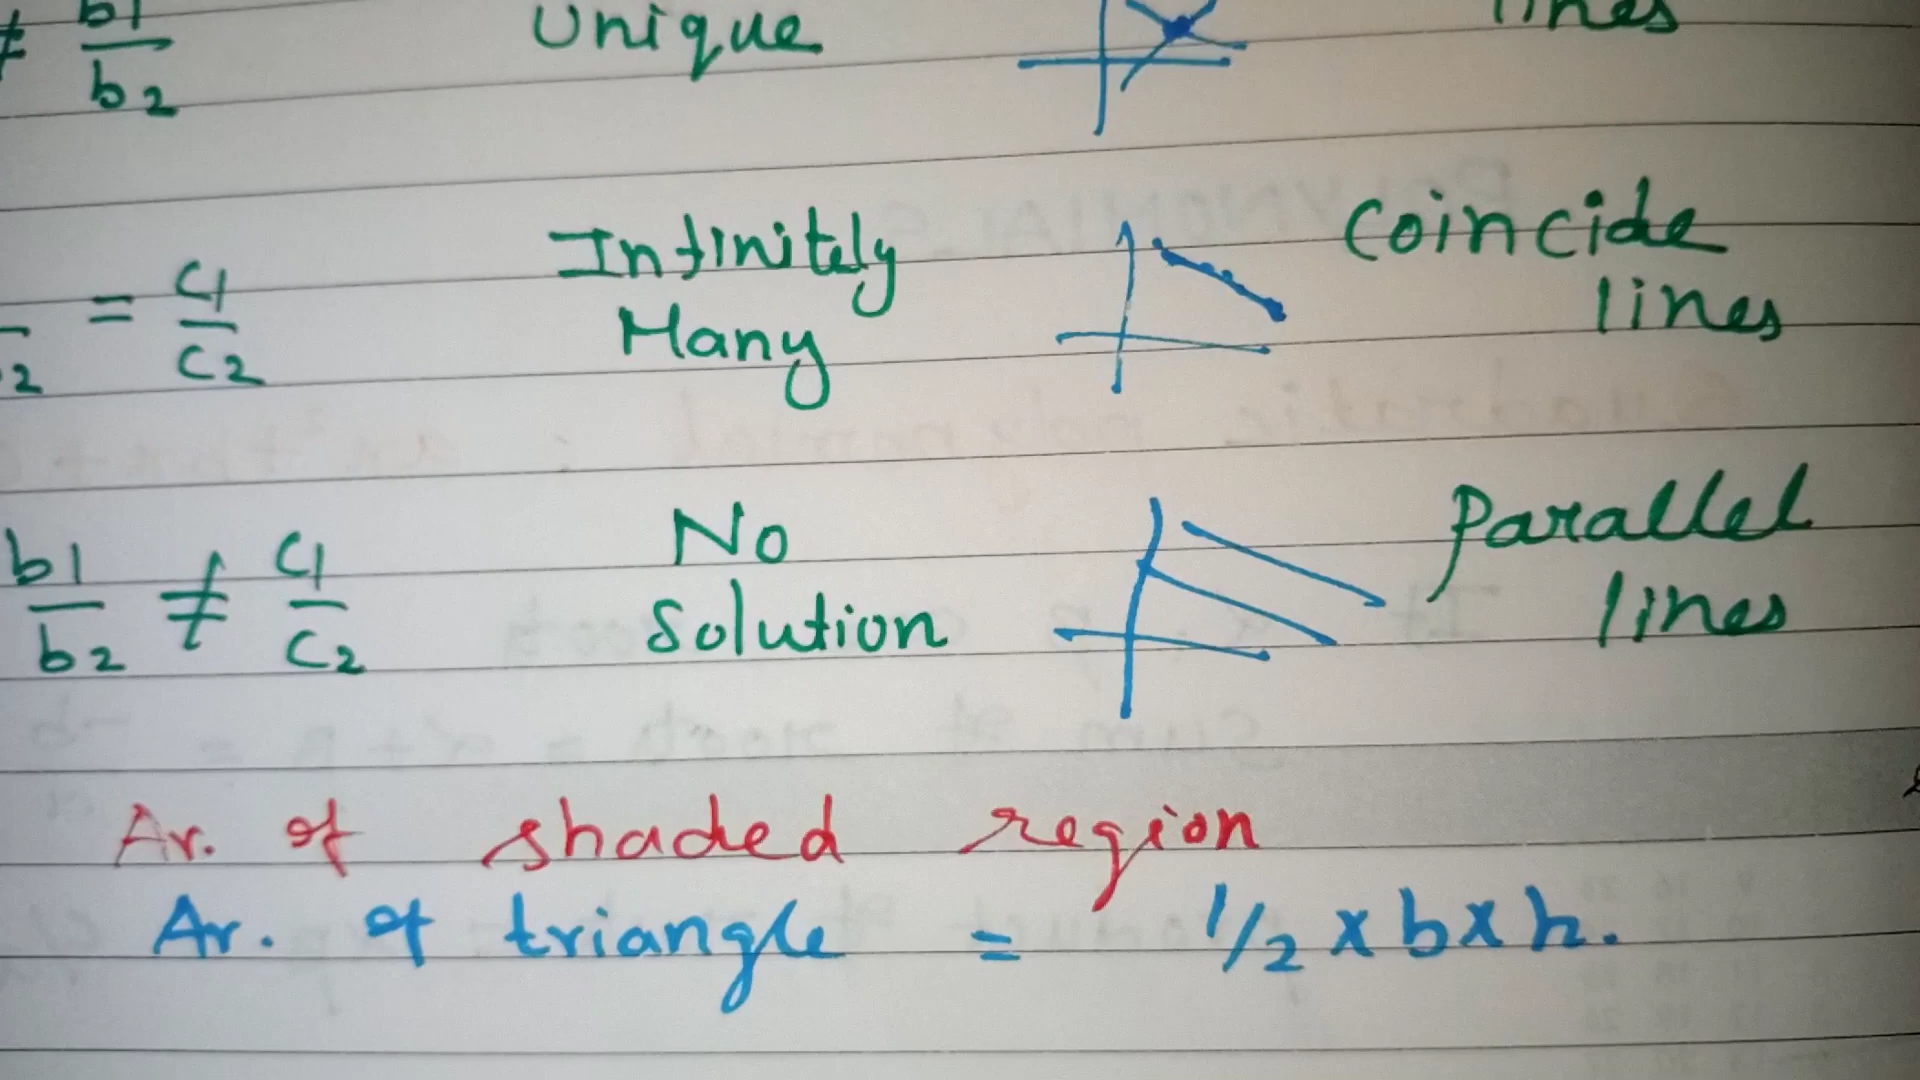 ≠ b1/b2 Unique lines
= c1/c2 Infinitely Many Coincide lines
b1/b2 ≠ c1/c2 No Solution Parallel lines
Ar. of shaded region
Ar. of triangle = 1/2 x b x h.